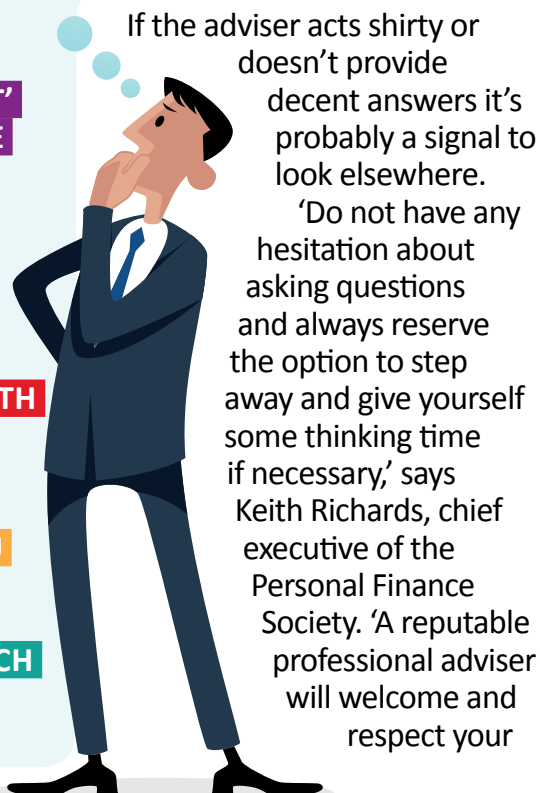 If the adviser acts shirty or
doesn't provide
decent answers it's
probably a signal to
look elsewhere.
'Do not have any
hesitation about
asking questions
and always reserve
the option to step
away and give yourself
some thinking time
if necessary,' says
Keith Richards, chief
executive of the
Personal Finance
Society. 'A reputable
professional adviser
will welcome and
respect your
TH
CH